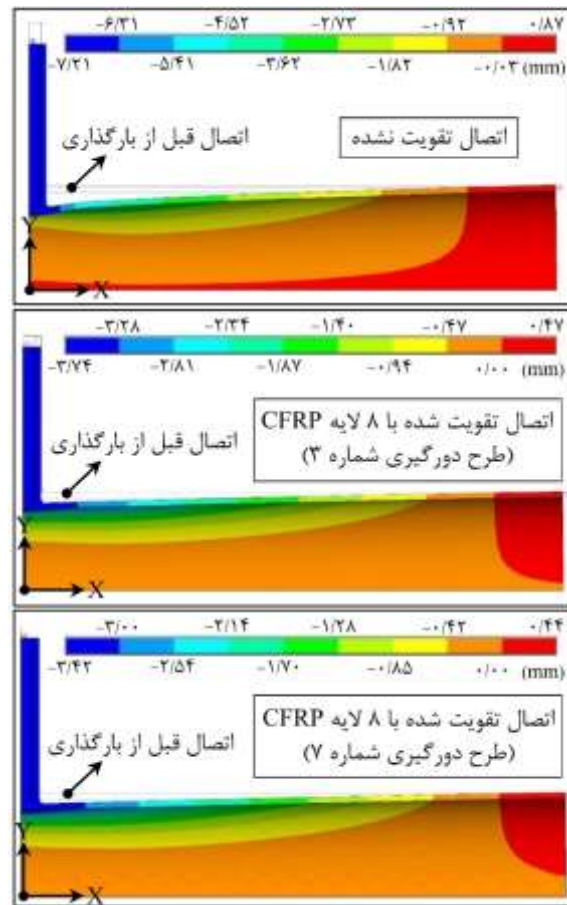 -۶/۳۱ -۴/۵۲ -۲/۷۳ -۰/۹۲ ۰/۸۷
-۷/۲۱ -۵/۴۱ -۳/۶۲ -۱/۸۲ -۰/۰۳ (mm)
اتصال قبل از بارگذاری
اتصال تقویت نشده
Y
X
-۳/۲۸ -۲/۳۴ -۱/۴۰ -۰/۴۷ ۰/۴۷
-۳/۷۴ -۲/۸۱ -۱/۸۷ -۰/۹۴ ۰/۰۰ (mm)
اتصال تقویت شده با ۸ لایه CFRP
(طرح دورگیری شماره ۳)
اتصال قبل از بارگذاری
Y
X
-۳/۰۰ -۲/۱۴ -۱/۲۸ -۰/۴۲ ۰/۴۴
-۳/۴۲ -۲/۵۴ -۱/۷۰ -۰/۸۵ ۰/۰۰ (mm)
اتصال تقویت شده با ۸ لایه CFRP
(طرح دورگیری شماره ۷)
اتصال قبل از بارگذاری
Y
X